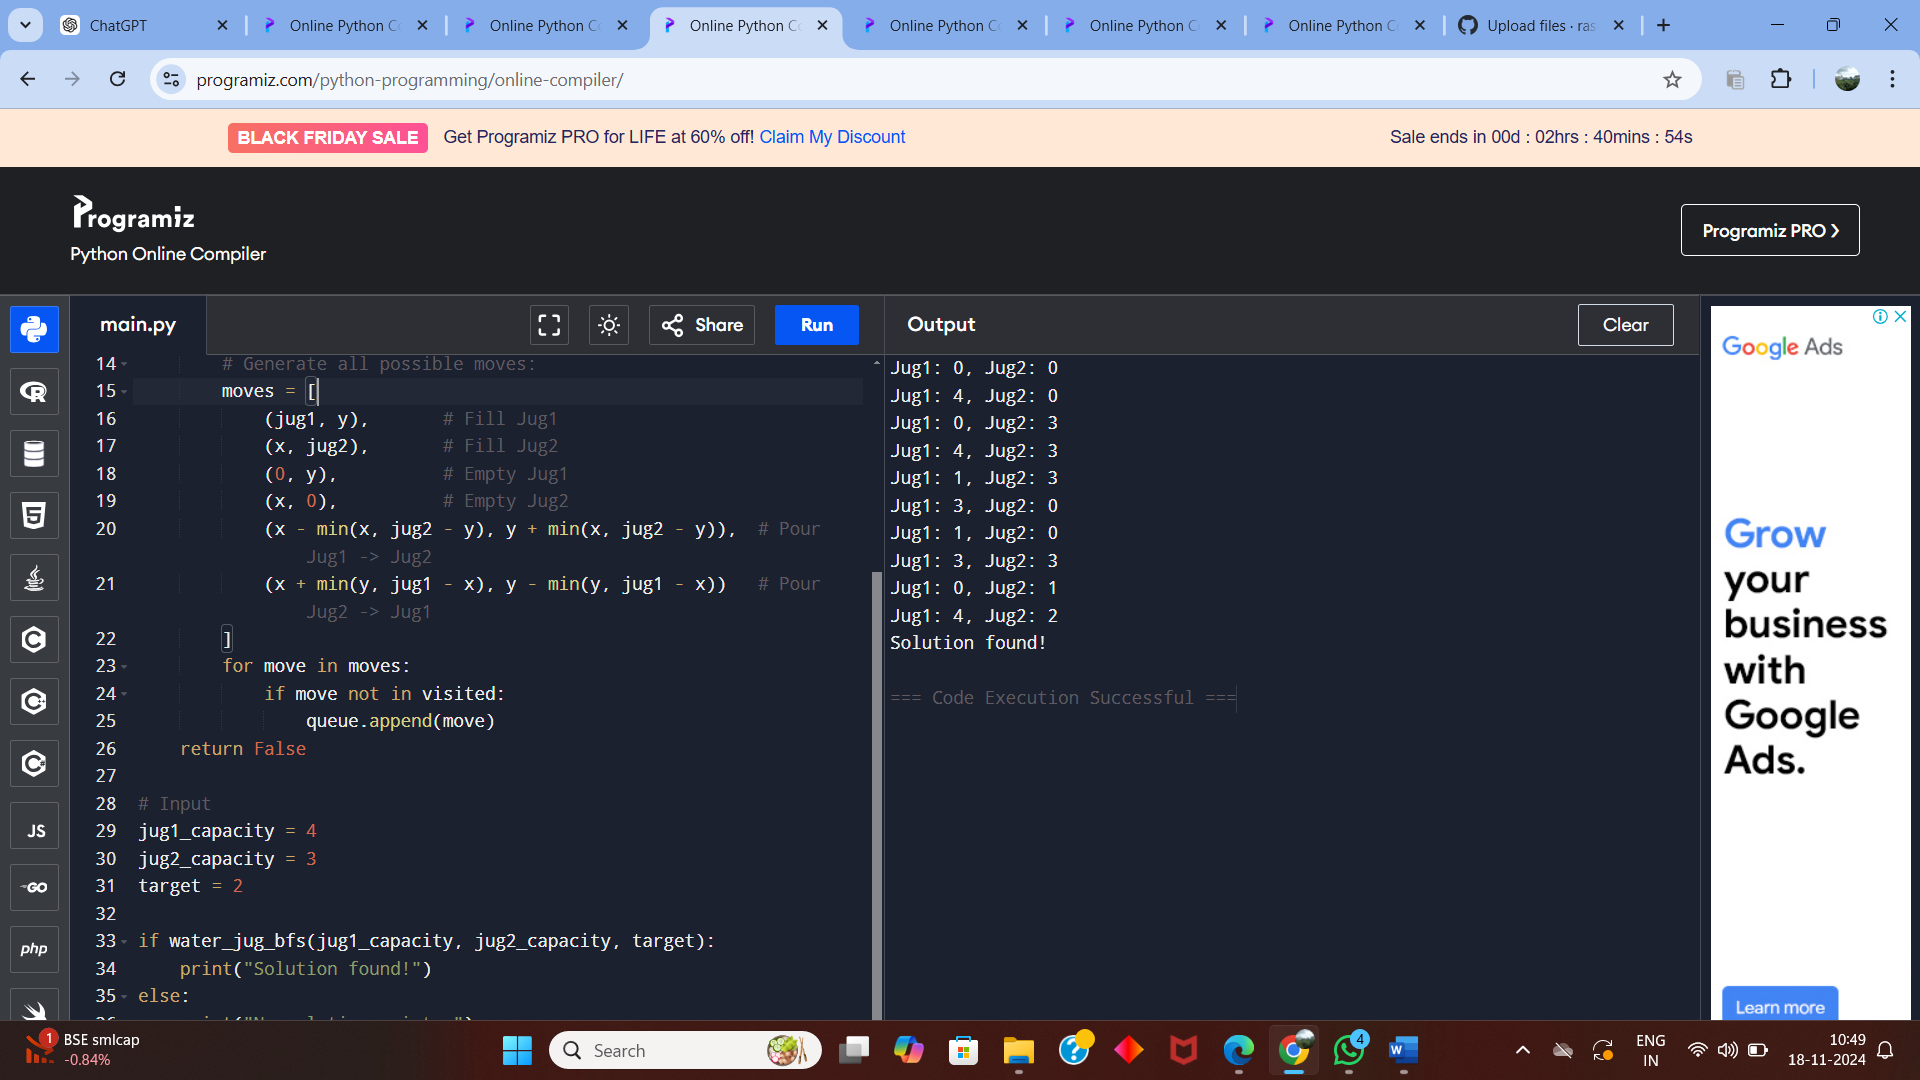 ChatGPT
Online Python C
Online Python C
Online Python C
Online Python C
Online Python C
Online Python C
Upload files · ras
programiz.com/python-programming/online-compiler/
BLACK FRIDAY SALE Get Programiz PRO for LIFE at 60% off! Claim My Discount
Sale ends in 00d : 02hrs : 40mins : 54s
Programiz
Python Online Compiler
Programiz PRO ❯
main.py
Share
Run
Output
Clear
14 # Generate all possible moves:
15 moves = [
16 (jug1, y), # Fill Jug1
17 (x, jug2), # Fill Jug2
18 (0, y), # Empty Jug1
19 (x, 0), # Empty Jug2
20 (x - min(x, jug2 - y), y + min(x, jug2 - y)), # Pour
Jug1 -> Jug2
21 (x + min(y, jug1 - x), y - min(y, jug1 - x)) # Pour
Jug2 -> Jug1
22 ]
23 for move in moves:
24 if move not in visited:
25 queue.append(move)
26 return False
27
28 # Input
29 jug1_capacity = 4
30 jug2_capacity = 3
31 target = 2
32
33 if water_jug_bfs(jug1_capacity, jug2_capacity, target):
34 print("Solution found!")
35 else:
Jug1: 0, Jug2: 0
Jug1: 4, Jug2: 0
Jug1: 0, Jug2: 3
Jug1: 4, Jug2: 3
Jug1: 1, Jug2: 3
Jug1: 3, Jug2: 0
Jug1: 1, Jug2: 0
Jug1: 3, Jug2: 3
Jug1: 0, Jug2: 1
Jug1: 4, Jug2: 2
Solution found!
=== Code Execution Successful ===
Google Ads
Grow
your
business
with
Google
Ads.
Learn more
JS
GO
php
1
BSE smlcap
-0.84%
Search
4
ENG
IN
10:49
18-11-2024